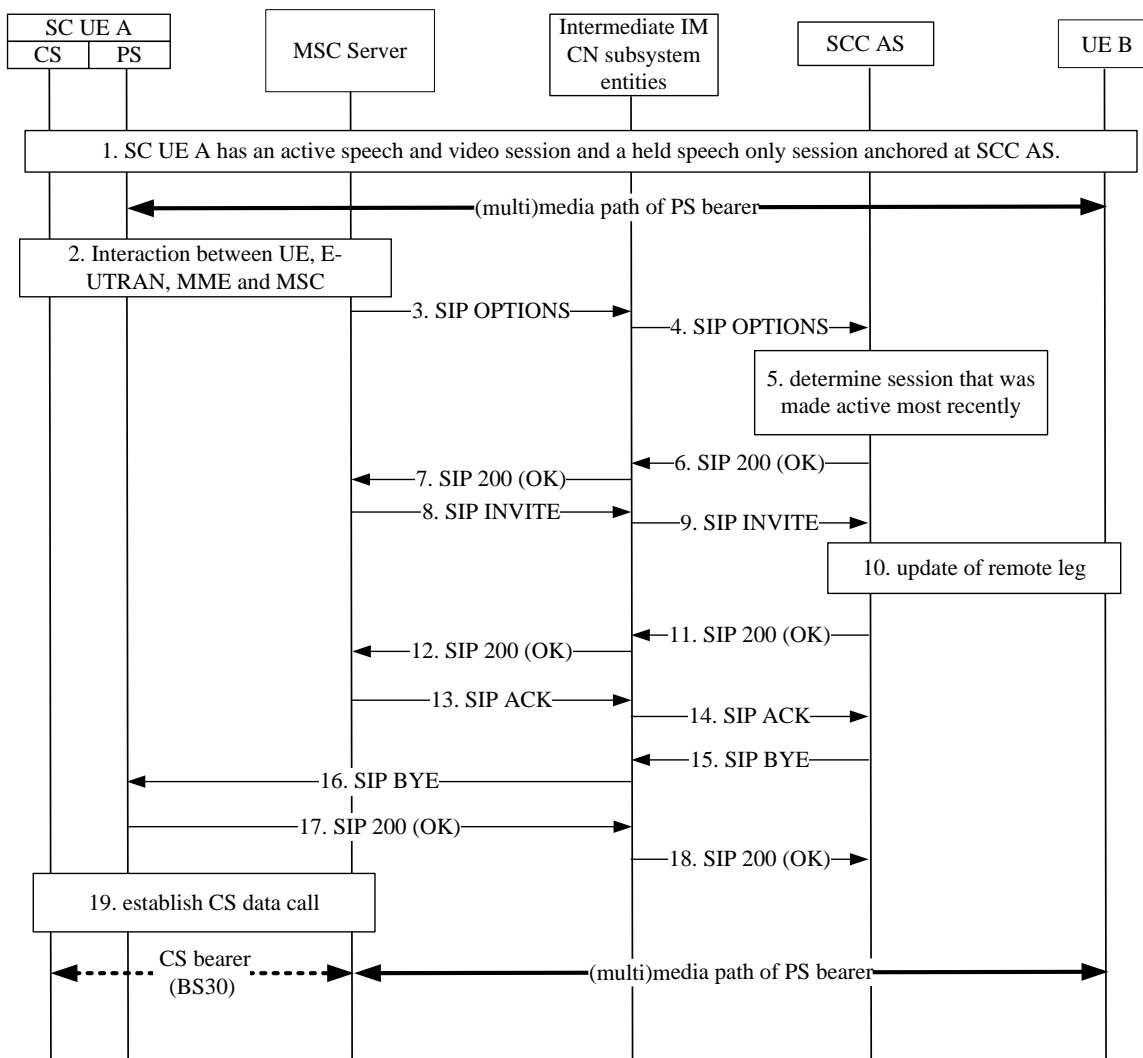 SC UE A
CS
PS
MSC Server
Intermediate IM
CN subsystem
entities
SCC AS
UE B
1. SC UE A has an active speech and video session and a held speech only session anchored at SCC AS.
(multi)media path of PS bearer
2. Interaction between UE, E-
UTRAN, MME and MSC
3. SIP OPTIONS
4. SIP OPTIONS
5. determine session that was
made active most recently
6. SIP 200 (OK)
7. SIP 200 (OK)
8. SIP INVITE
9. SIP INVITE
10. update of remote leg
11. SIP 200 (OK)
12. SIP 200 (OK)
13. SIP ACK
14. SIP ACK
15. SIP BYE
16. SIP BYE
17. SIP 200 (OK)
18. SIP 200 (OK)
19. establish CS data call
CS bearer
(BS30)
(multi)media path of PS bearer